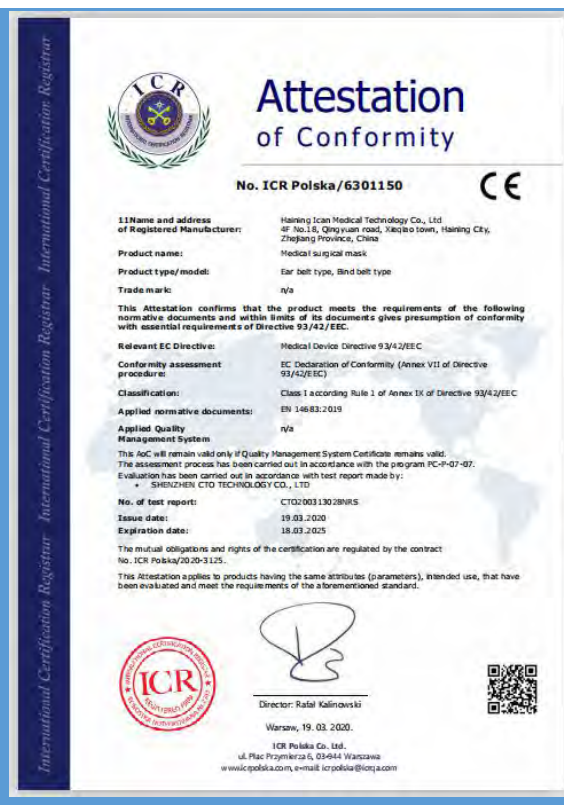 International Certification Registrar International Certification Registrar International Certification Registrar
ICR
INTERNATIONAL CERTIFICATION REGISTRAR
Attestation
of Conformity
No. ICR Polska/6301150
CE
11Name and address
of Registered Manufacturer:
Haining Ican Medical Technology Co., Ltd
4F No.18, Qingyuan road, Xieqiao town, Haining City,
Zhejiang Province, China
Product name: Medical surgical mask
Product type/model: Ear belt type, Bind belt type
Trade mark: n/a
This Attestation confirms that the product meets the requirements of the following
normative documents and within limits of its documents gives presumption of conformity
with essential requirements of Directive 93/42/EEC.
Relevant EC Directive: Medical Device Directive 93/42/EEC
Conformity assessment
procedure:
EC Declaration of Conformity (Annex VII of Directive
93/42/EEC)
Classification: Class I according Rule 1 of Annex IX of Directive 93/42/EEC
Applied normative documents: EN 14683:2019
Applied Quality
Management System
n/a
This AoC will remain valid only if Quality Management System Certificate remains valid.
The assessment process has been carried out in accordance with the program PC-P-07-07.
Evaluation has been carried out in accordance with test report made by:
• SHENZHEN CTO TECHNOLOGY CO., LTD
No. of test report: CTO200313028NRS
Issue date: 19.03.2020
Expiration date: 18.03.2025
The mutual obligations and rights of the certification are regulated by the contract
No. ICR Polska/2020-3125.
This Attestation applies to products having the same attributes (parameters), intended use, that have
been evaluated and meet the requirements of the aforementioned standard.
ICR
REGISTERED FIRM
Director: Rafał Kalinowski
Warsaw, 19. 03. 2020.
ICR Polska Co. Ltd.
ul. Plac Przymierza 6, 03-944 Warszawa
www.icrpolska.com, e-mail: icrpolska@icrqa.com